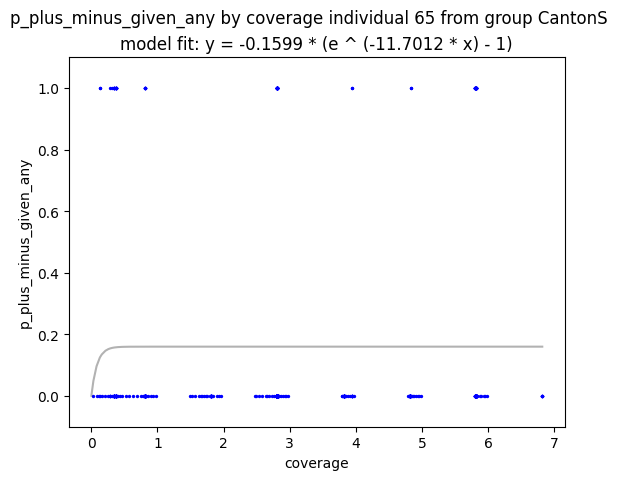 p_plus_minus_given_any by coverage individual 65 from group CantonS
model fit: y = -0.1599 * (e ^ (-11.7012 * x) - 1)
1.0
0.8
0.6
0.4
0.2
0.0
p_plus_minus_given_any
0 1 2 3 4 5 6 7
coverage